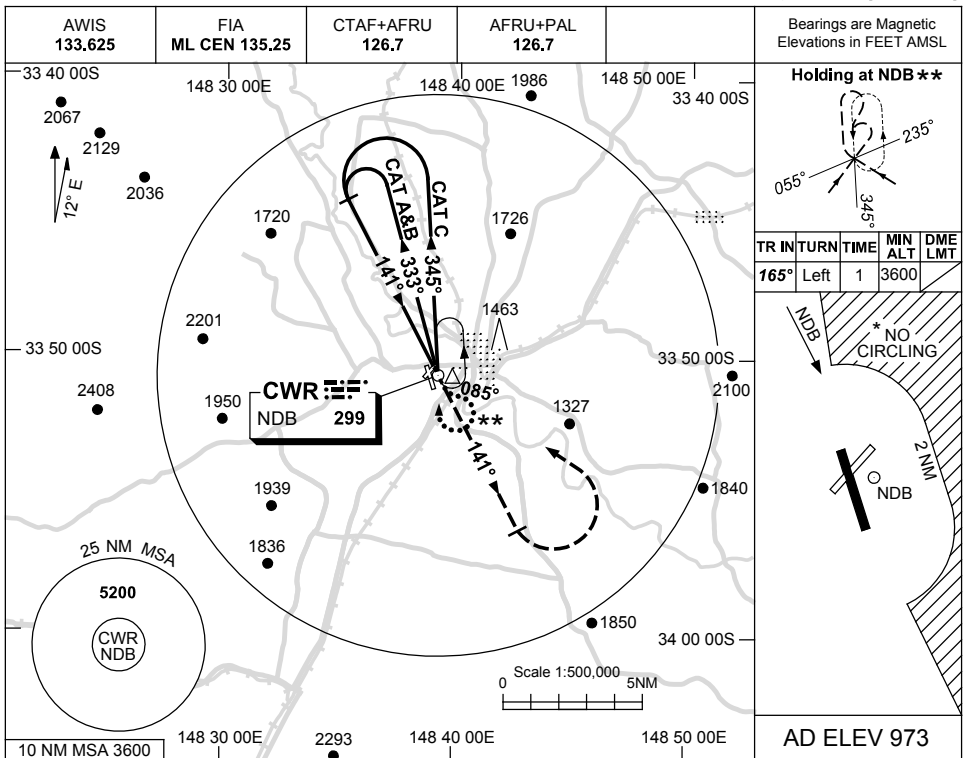 AWIS
133.625
FIA
ML CEN 135.25
CTAF+AFRU
126.7
AFRU+PAL
126.7
Bearings are Magnetic
Elevations in FEET AMSL
33 40 00S
148 30 00E
148 40 00E
1986
148 50 00E
33 40 00S
2067
2129
2036
12° E
1720
1726
CAT A&B
CAT C
141°
333°
345°
2201
1463
33 50 00S
33 50 00S
2100
2408
1950
CWR
NDB 299
085°
**
1327
141°
1939
1840
1836
25 NM MSA
5200
CWR
NDB
1850
34 00 00S
Scale 1:500,000
0 5NM
10 NM MSA 3600
148 30 00E
2293
148 40 00E
148 50 00E
Holding at NDB **
235°
055°
345°
TR IN TURN TIME MIN ALT DME LMT
165° Left 1 3600
NDB
* NO
CIRCLING
2 NM
NDB
AD ELEV 973